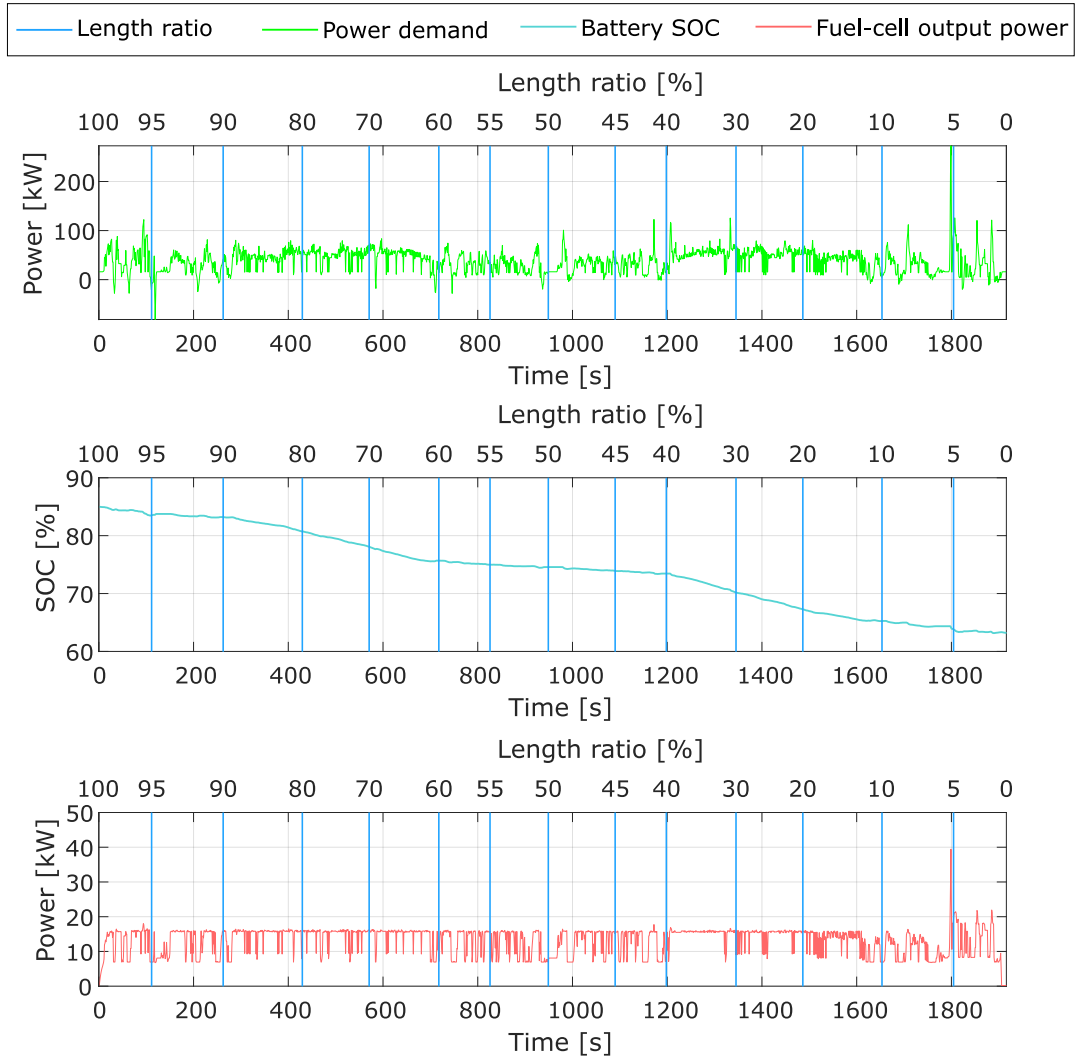 Length ratio Power demand Battery SOC Fuel-cell output power
Length ratio [%]
100 95 90 80 70 60 55 50 45 40 30 20 10 5 0
Power [kW]
200
100
0
0 200 400 600 800 1000 1200 1400 1600 1800
Time [s]
Length ratio [%]
100 95 90 80 70 60 55 50 45 40 30 20 10 5 0
SOC [%]
90
80
70
60
0 200 400 600 800 1000 1200 1400 1600 1800
Time [s]
Length ratio [%]
100 95 90 80 70 60 55 50 45 40 30 20 10 5 0
Power [kW]
50
40
30
20
10
0
0 200 400 600 800 1000 1200 1400 1600 1800
Time [s]